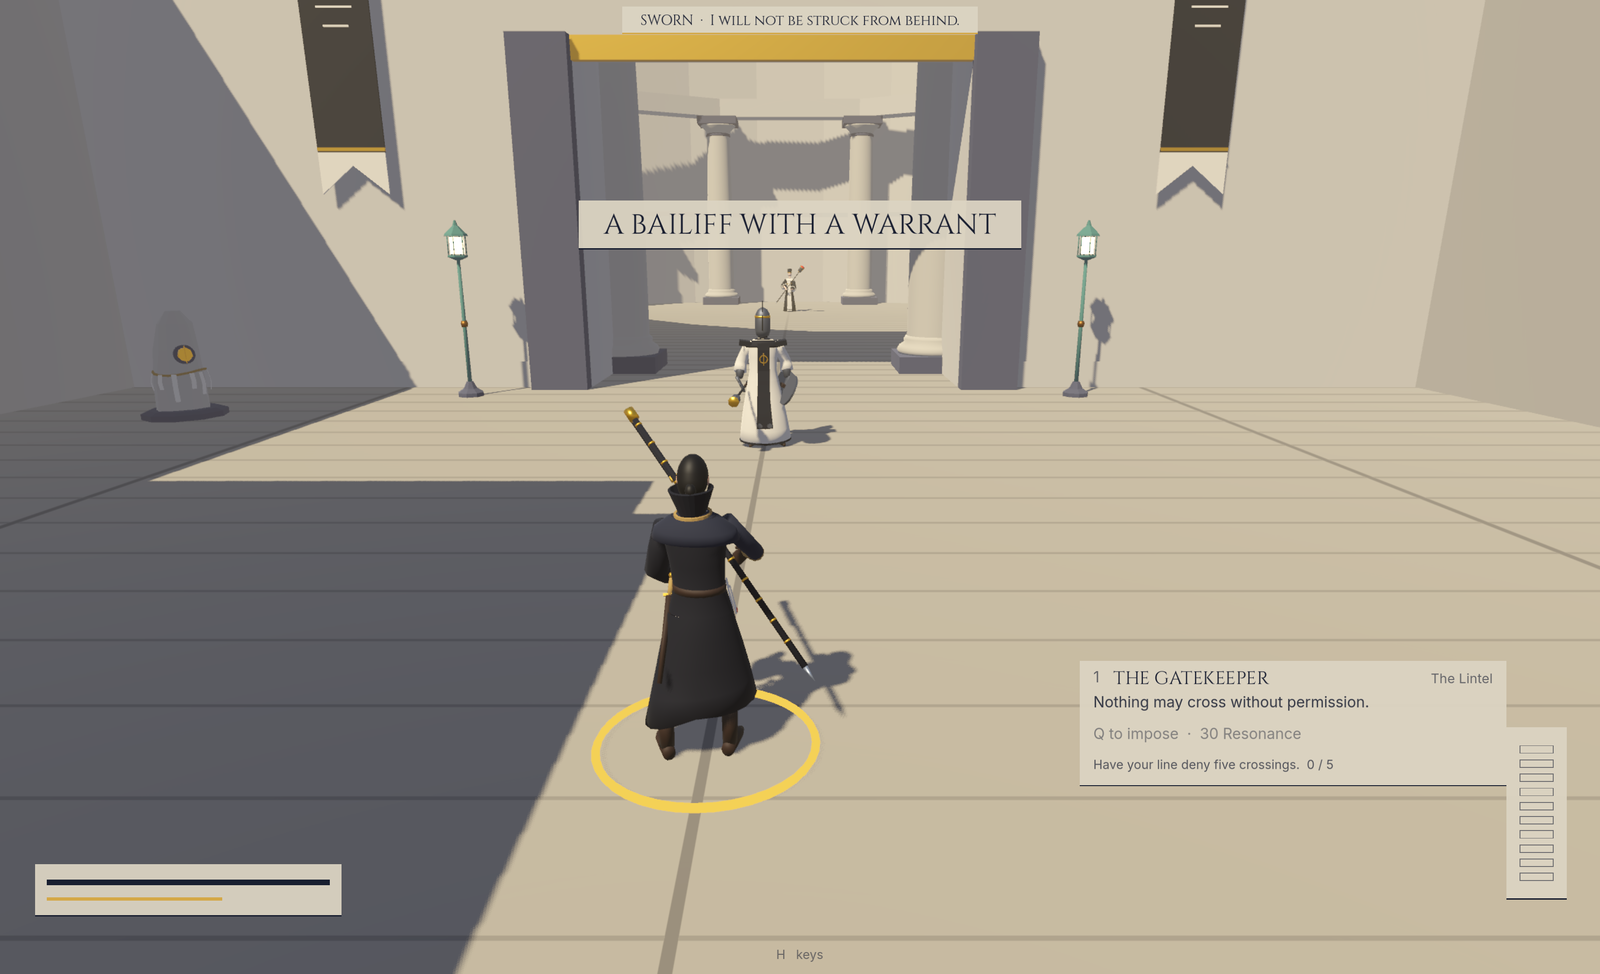 SWORN · I WILL NOT BE STRUCK FROM BEHIND.
A BAILIFF WITH A WARRANT
1 THE GATEKEEPER The Lintel
Nothing may cross without permission.
Q to impose · 30 Resonance
Have your line deny five crossings. 0 / 5
H keys